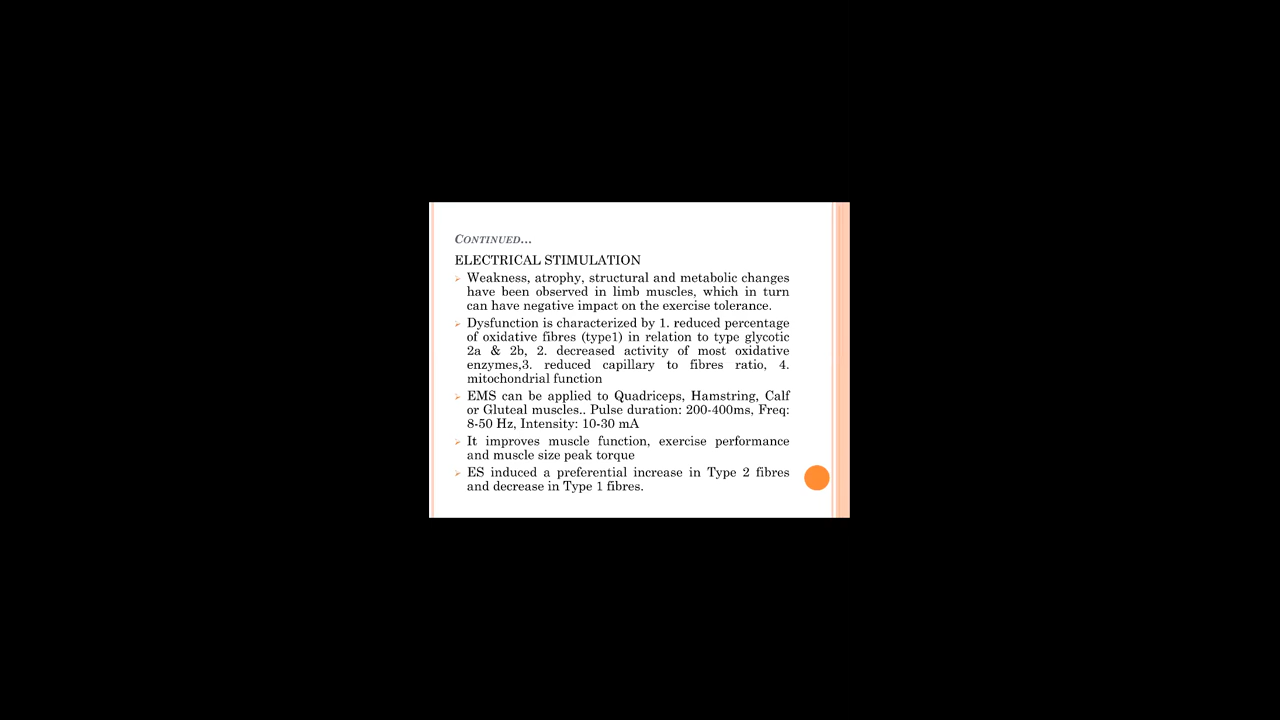 CONTINUED...
ELECTRICAL STIMULATION
Weakness, atrophy, structural and metabolic changes
have been observed in limb muscles, which in turn
can have negative impact on the exercise tolerance.
Dysfunction is characterized by 1. reduced percentage
of oxidative fibres (type1) in relation to type glycotic
2a & 2b, 2. decreased activity of most oxidative
enzymes,3. reduced capillary to fibres ratio, 4.
mitochondrial function
EMS can be applied to Quadriceps, Hamstring, Calf
or Gluteal muscles.. Pulse duration: 200-400ms, Freq:
8-50 Hz, Intensity: 10-30 mA
It improves muscle function, exercise performance
and muscle size peak torque
ES induced a preferential increase in Type 2 fibres
and decrease in Type 1 fibres.